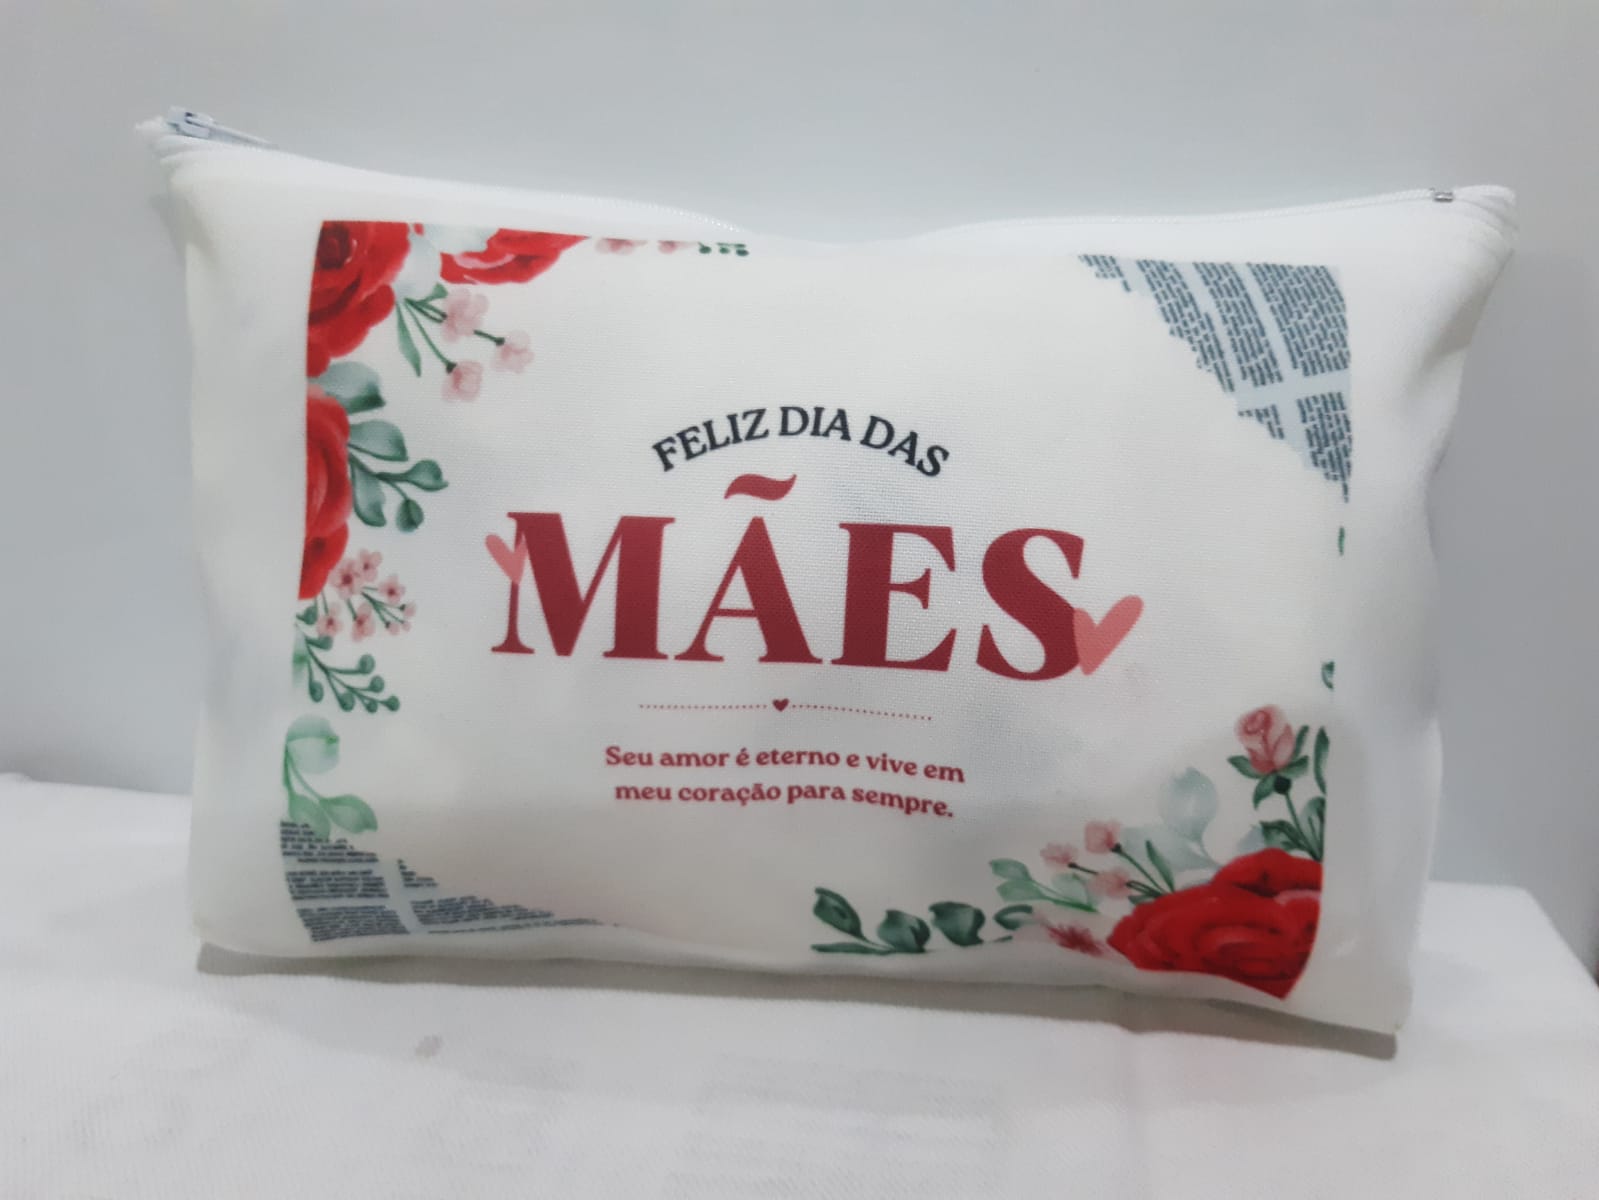 FELIZ DIA DAS
MÃES
Seu amor é eterno e vive em
meu coração para sempre.